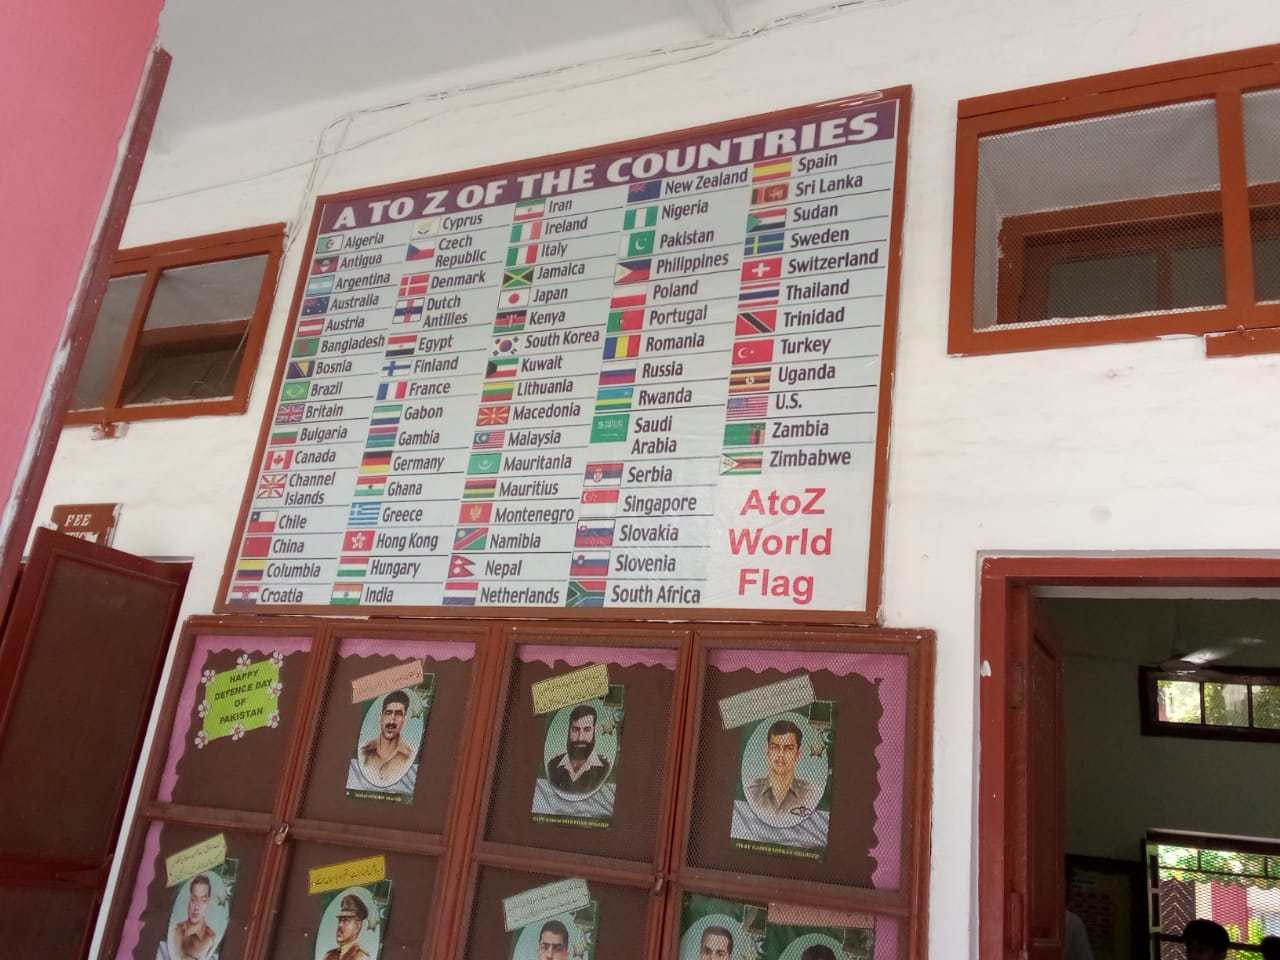 A TO Z OF THE COUNTRIES
Algeria
Antigua
Argentina
Australia
Austria
Bangladesh
Bosnia
Brazil
Britain
Bulgaria
Canada
Channel
Islands
Chile
China
Columbia
Croatia
Cyprus
Czech
Republic
Denmark
Dutch
Antilles
Egypt
Finland
France
Gabon
Gambia
Germany
Ghana
Greece
Hong Kong
Hungary
India
Iran
Ireland
Italy
Jamaica
Japan
Kenya
South Korea
Kuwait
Lithuania
Macedonia
Malaysia
Mauritania
Mauritius
Montenegro
Namibia
Nepal
Netherlands
New Zealand
Nigeria
Pakistan
Philippines
Poland
Portugal
Romania
Russia
Rwanda
Saudi
Arabia
Serbia
Singapore
Slovakia
Slovenia
South Africa
Spain
Sri Lanka
Sudan
Sweden
Switzerland
Thailand
Trinidad
Turkey
Uganda
U.S.
Zambia
Zimbabwe
AtoZ
World
Flag
FEE
HAPPY
DEFENCE DAY
OF
PAKISTAN